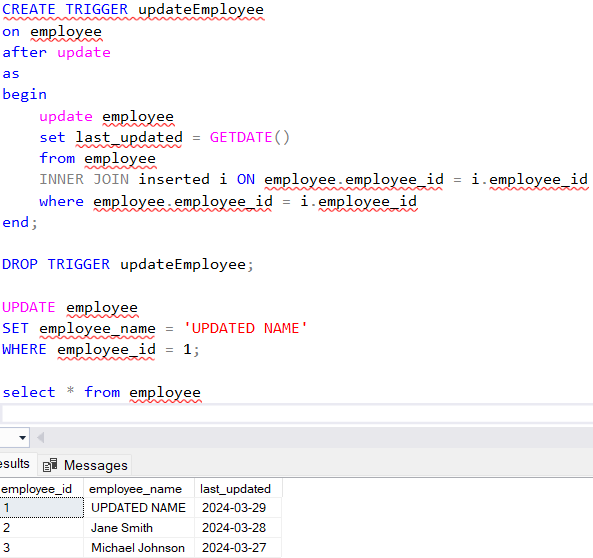 CREATE TRIGGER updateEmployee
on employee
after update
as
begin
    update employee
    set last_updated = GETDATE()
    from employee
    INNER JOIN inserted i ON employee.employee_id = i.employee_id
    where employee.employee_id = i.employee_id
end;
DROP TRIGGER updateEmployee;
UPDATE employee
SET employee_name = 'UPDATED NAME'
WHERE employee_id = 1;
select * from employee
esults Messages
employee_id employee_name last_updated
1 UPDATED NAME 2024-03-29
2 Jane Smith 2024-03-28
3 Michael Johnson 2024-03-27